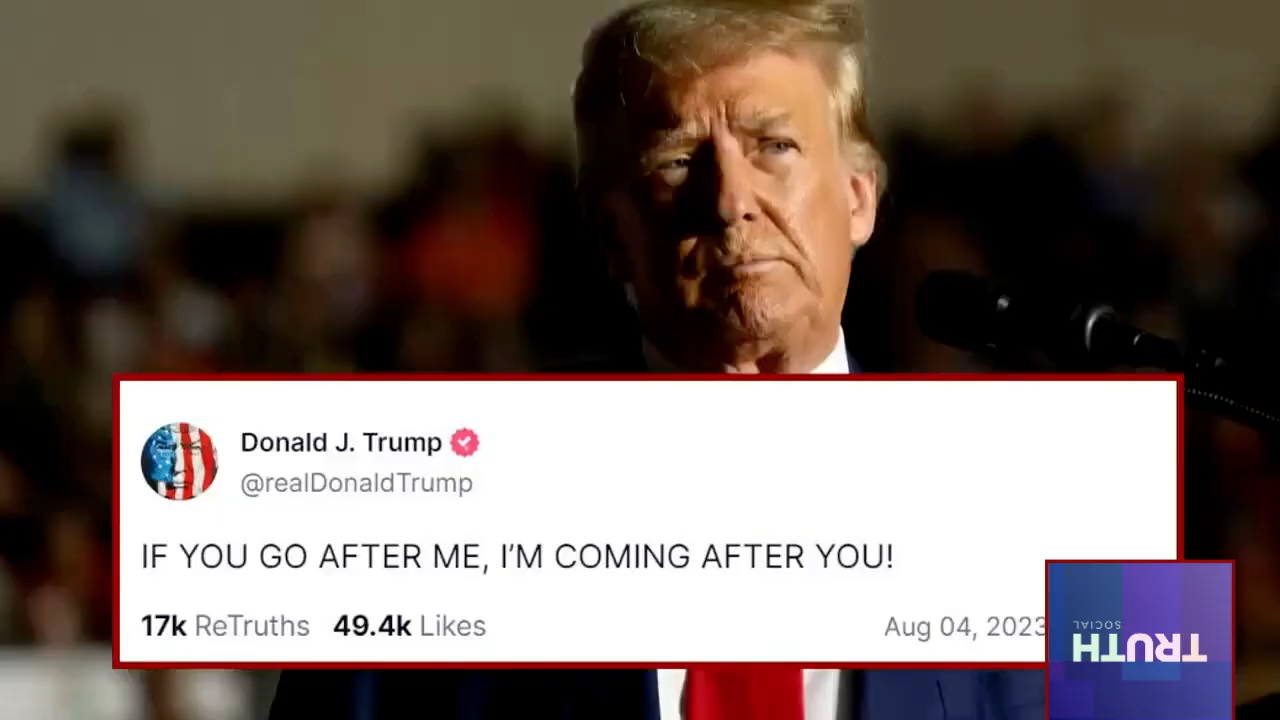 Donald J. Trump
@realDonaldTrump
IF YOU GO AFTER ME, I'M COMING AFTER YOU!
17k ReTruths 49.4k Likes
Aug 04, 2023
TRUTH
SOCIAL